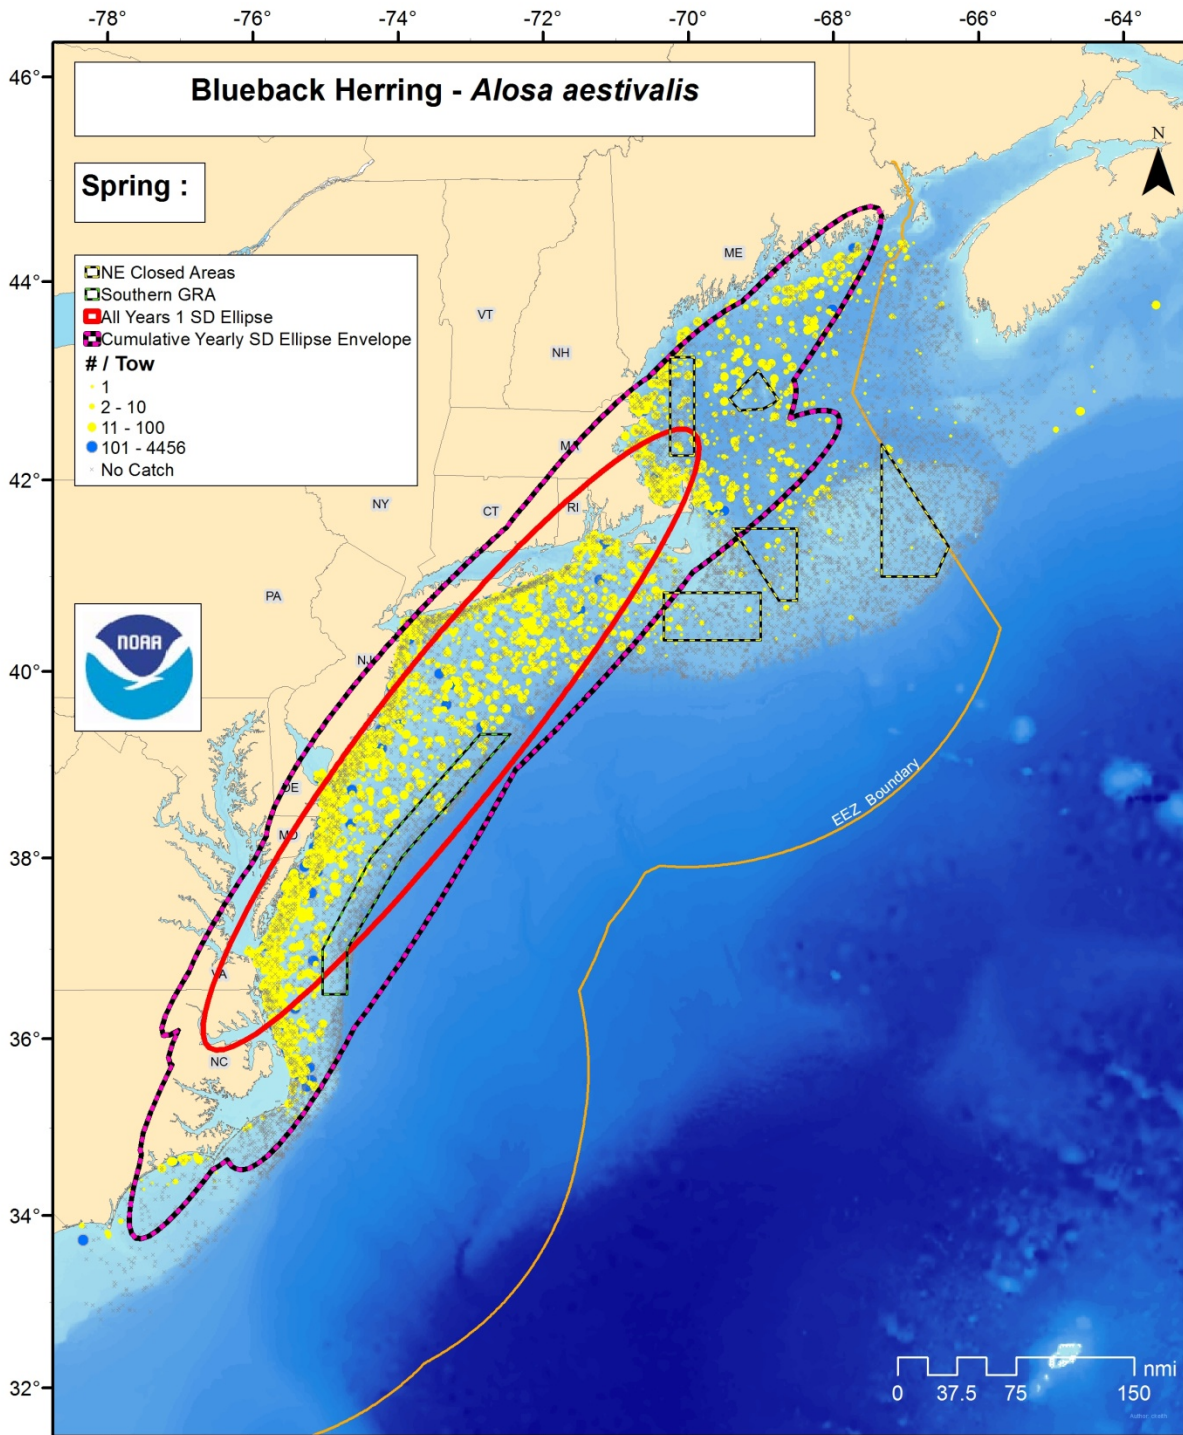 -78° -76° -74° -72° -70° -68° -66° -64°
46°
Blueback Herring - Alosa aestivalis
N
Spring :
ME
44°
NE Closed Areas
Southern GRA
All Years 1 SD Ellipse
Cumulative Yearly SD Ellipse Envelope
# / Tow
1
2 - 10
11 - 100
101 - 4456
No Catch
VT
NH
MA
42°
NY
CT
RI
PA
NOAA
NJ
40°
DE
EEZ Boundary
MD
38°
VA
36°
NC
34°
32°
nmi
0 37.5 75 150